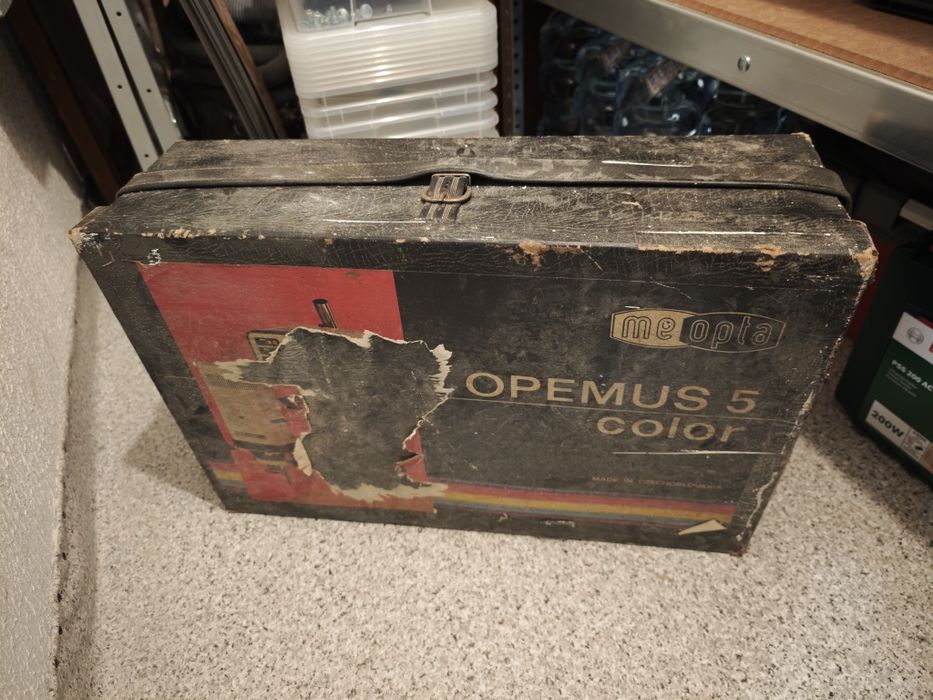 meopta
OPEMUS 5
color
MADE IN CZECHOSLOVAKIA
PSS 200 AC
200W